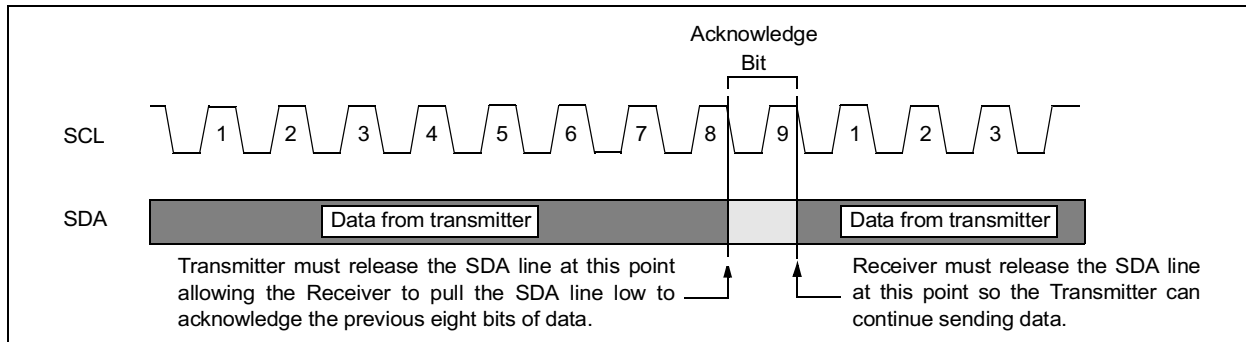 Acknowledge
Bit
SCL
1 2 3 4 5 6 7 8 9 1 2 3
SDA
Data from transmitter
Data from transmitter
Transmitter must release the SDA line at this point
allowing the Receiver to pull the SDA line low to
acknowledge the previous eight bits of data.
Receiver must release the SDA line
at this point so the Transmitter can
continue sending data.